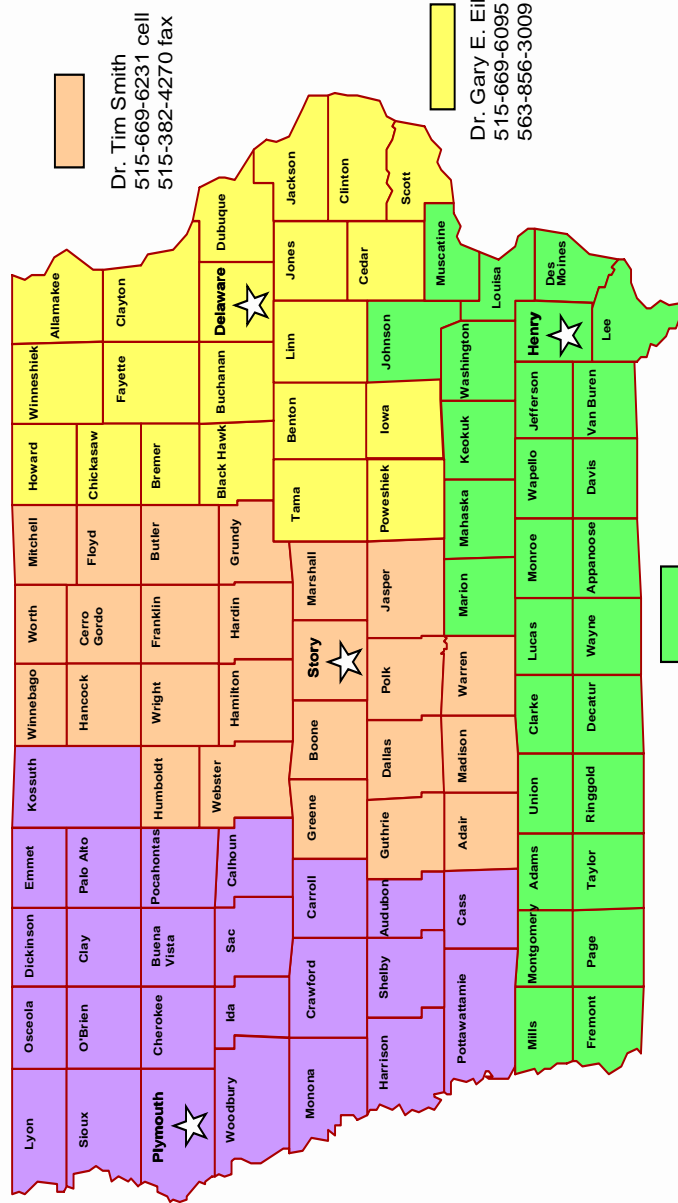 Lyon
Osceola
Dickinson
Emmet
Kossuth
Winnebago
Worth
Mitchell
Howard
Winneshiek
Allamakee
Sioux
O'Brien
Clay
Palo Alto
Hancock
Cerro
Gordo
Floyd
Chickasaw
Fayette
Clayton
Plymouth
Cherokee
Buena
Vista
Pocahontas
Humboldt
Wright
Franklin
Butler
Bremer
Woodbury
Ida
Sac
Calhoun
Webster
Hamilton
Hardin
Grundy
Black Hawk
Buchanan
Delaware
Dubuque
Monona
Crawford
Carroll
Greene
Boone
Story
Marshall
Tama
Benton
Linn
Jones
Jackson
Clinton
Harrison
Shelby
Audubon
Guthrie
Dallas
Polk
Jasper
Poweshiek
Iowa
Johnson
Cedar
Scott
Muscatine
Pottawattamie
Cass
Adair
Madison
Warren
Marion
Mahaska
Keokuk
Washington
Louisa
Mills
Montgomery
Adams
Union
Clarke
Lucas
Monroe
Wapello
Jefferson
Henry
Des
Moines
Fremont
Page
Taylor
Ringgold
Decatur
Wayne
Appanoose
Davis
Van Buren
Lee
Dr. Tim Smith
515-669-6231 cell
515-382-4270 fax
Dr. Gary E. Eil
515-669-6095
563-856-3009